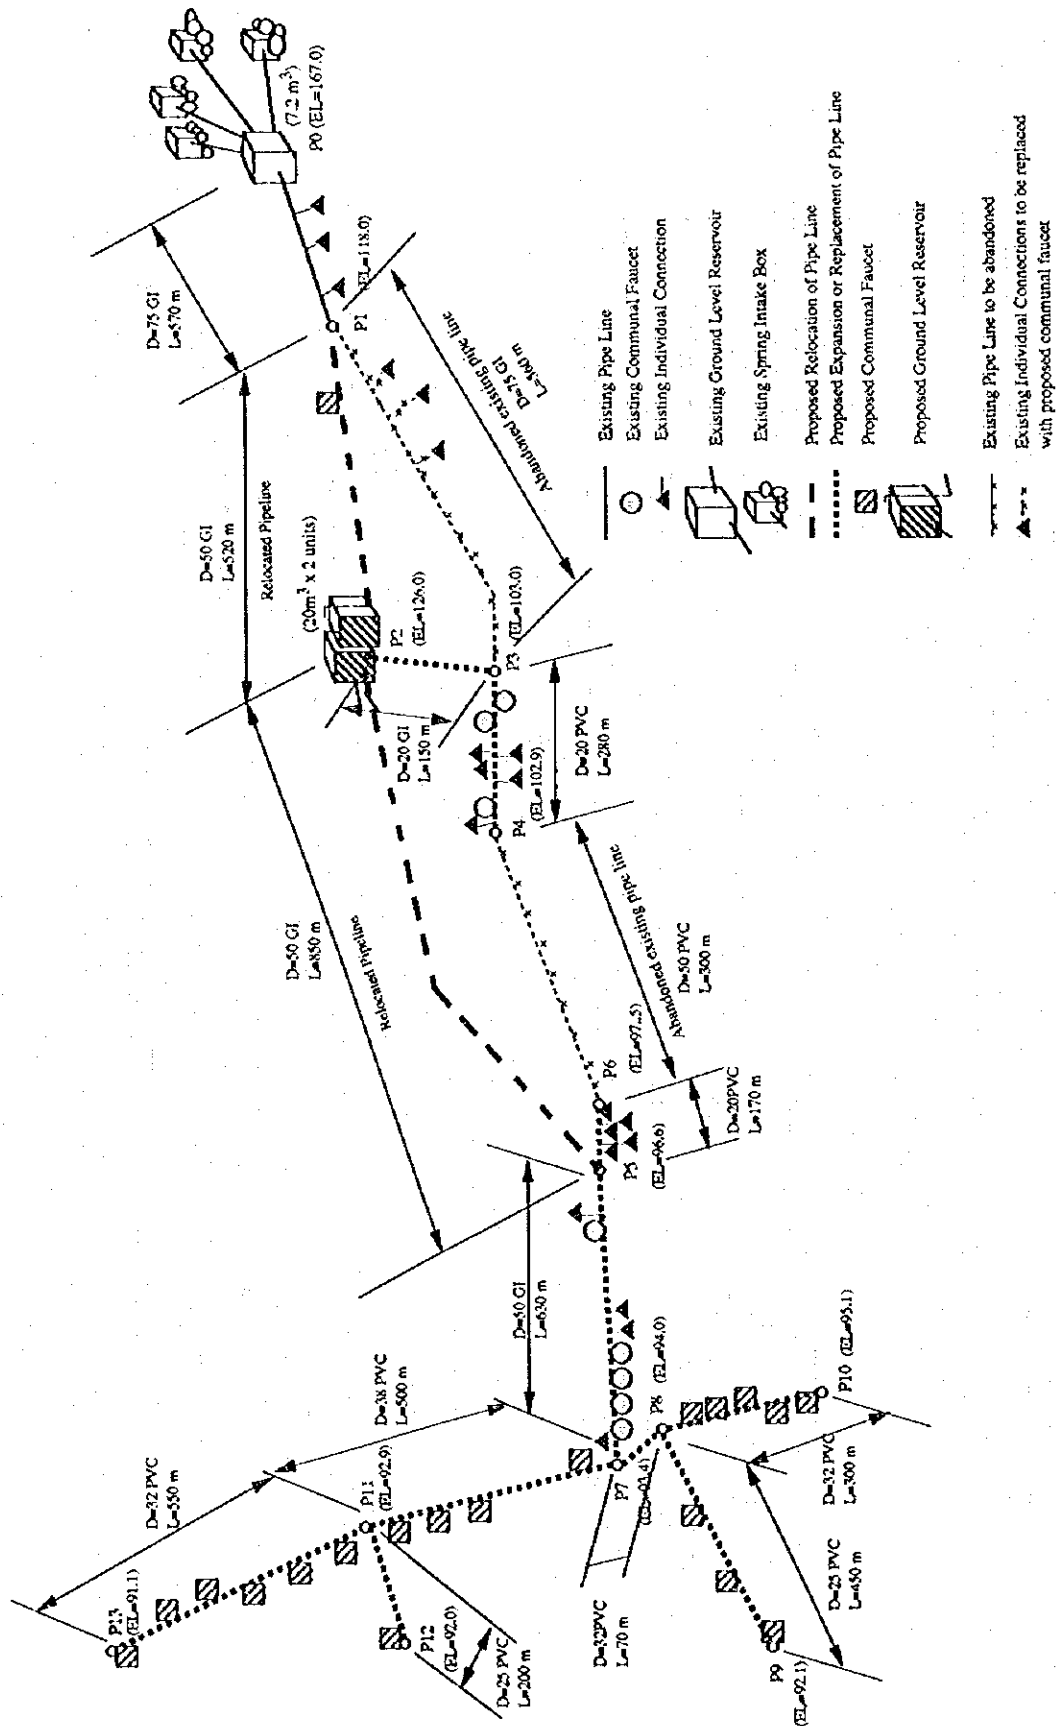 (7.2 m³)
P0 (EL=167.0)
D=75 GI
L=570 m
(EL=118.0)
P1
D=50 GI
L=520 m
Relocated Pipeline
Abandoned existing pipe line
D=75 GI
L=500 m
(20m³ x 2 units)
P2
(EL=126.0)
P3
(EL=103.0)
D=20 GI
L=150 m
D=20 PVC
L=280 m
(EL=102.9)
P4
D=50 GI
L=850 m
Relocated Pipeline
Abandoned existing pipe line
D=50 PVC
L=300 m
P6
(EL=97.5)
D=20PVC
L=170 m
P5
(EL=96.6)
D=50 GI
L=630 m
P8 (EL=94.0)
P10 (EL=95.1)
D=38 PVC
L=500 m
D=32 PVC
L=550 m
P11
(EL=92.9)
P7
(EL=93.4)
D=32 PVC
L=300 m
D=25 PVC
L=450 m
P13
(EL=91.1)
P12
(EL=92.0)
D=25 PVC
L=200 m
D=32PVC
L=70 m
P9
(EL=92.1)
Existing Pipe Line
Existing Communal Faucet
Existing Individual Connection
Existing Ground Level Reservoir
Existing Spring Intake Box
Proposed Relocation of Pipe Line
Proposed Expansion or Replacement of Pipe Line
Proposed Communal Faucet
Proposed Ground Level Reservoir
Existing Pipe Line to be abandoned
Existing Individual Connections to be replaced
with proposed communal faucet